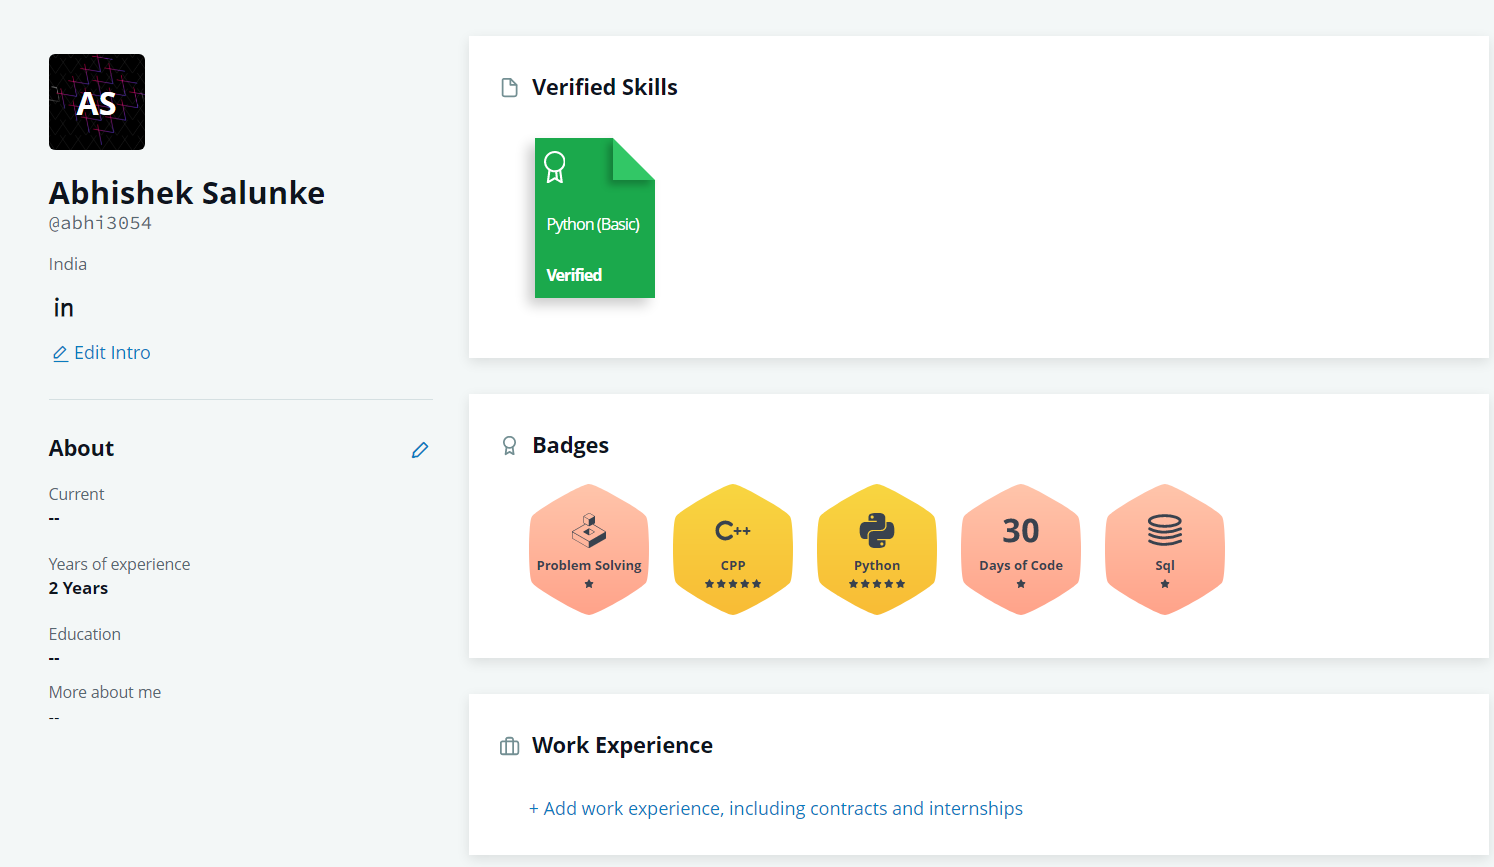 AS
Abhishek Salunke
@abhi3054
India
in
Edit Intro
About
Current
--
Years of experience
2 Years
Education
--
More about me
--
Verified Skills
Python (Basic)
Verified
Badges
C++
Problem Solving
CPP
Python
30
Days of Code
Sql
Work Experience
+ Add work experience, including contracts and internships